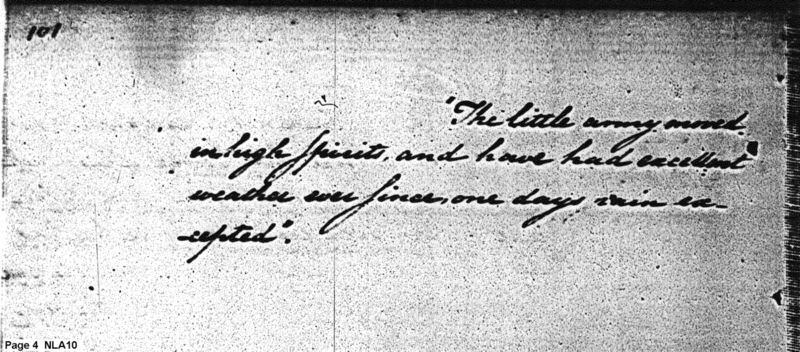 101
"The little army moved
in high spirits, and have had excellent
weather ever since, one days rain ex-
cepted".
Page 4 NLA10